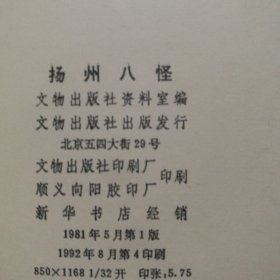 扬州八怪
文物出版社资料室编
文物出版社出版发行
北京五四大街29号
文物出版社印刷厂
顺义向阳胶印厂 印刷
新华书店经销
1981年5月第1版
1992年8月第4印刷
850×1168 1/32开 印张:5.75